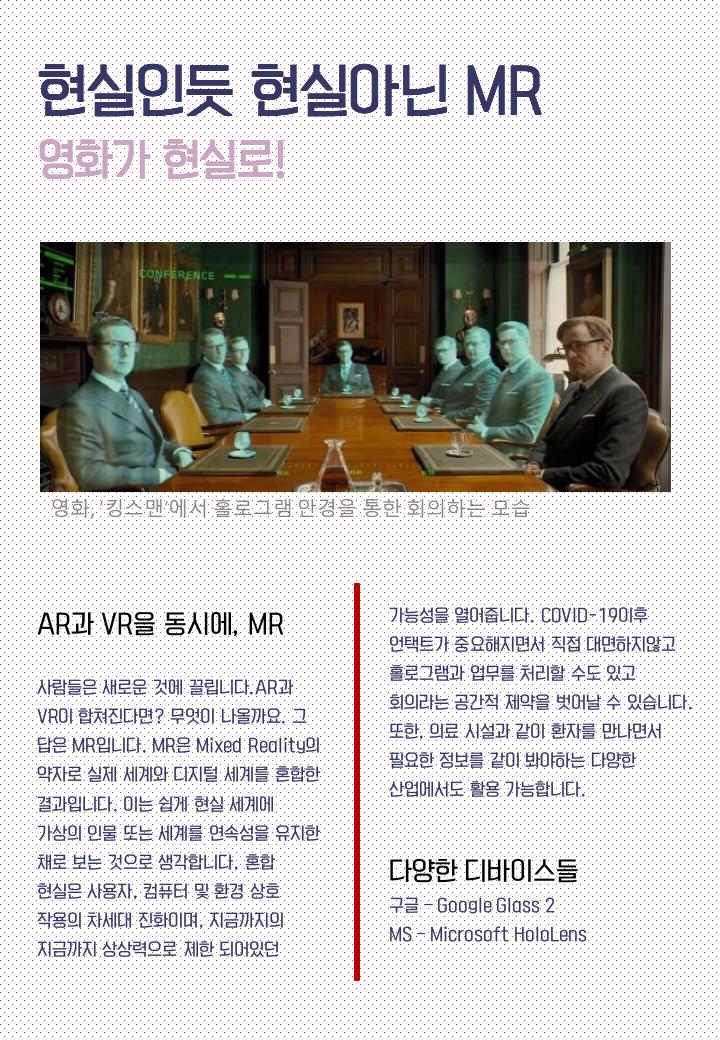 현실인듯 현실아닌 MR
영화가 현실로!
CONFERENCE
영화, '킹스맨'에서 홀로그램 안경을 통한 회의하는 모습
AR과 VR을 동시에, MR
사람들은 새로운 것에 끌립니다.AR과
VR이 합쳐진다면? 무엇이 나올까요. 그
답은 MR입니다. MR은 Mixed Reality의
약자로 실제 세계와 디지털 세계를 혼합한
결과입니다. 이는 쉽게 현실 세계에
가상의 인물 또는 세계를 연속성을 유지한
채로 보는 것으로 생각합니다. 혼합
현실은 사용자, 컴퓨터 및 환경 상호
작용의 차세대 진화이며, 지금까지의
지금까지 상상력으로 제한 되어있던
가능성을 열어줍니다. COVID-19이후
언택트가 중요해지면서 직접 대면하지않고
홀로그램과 업무를 처리할 수도 있고
회의라는 공간적 제약을 벗어날 수 있습니다.
또한, 의료 시설과 같이 환자를 만나면서
필요한 정보를 같이 봐야하는 다양한
산업에서도 활용 가능합니다.
다양한 디바이스들
구글 - Google Glass 2
MS - Microsoft HoloLens